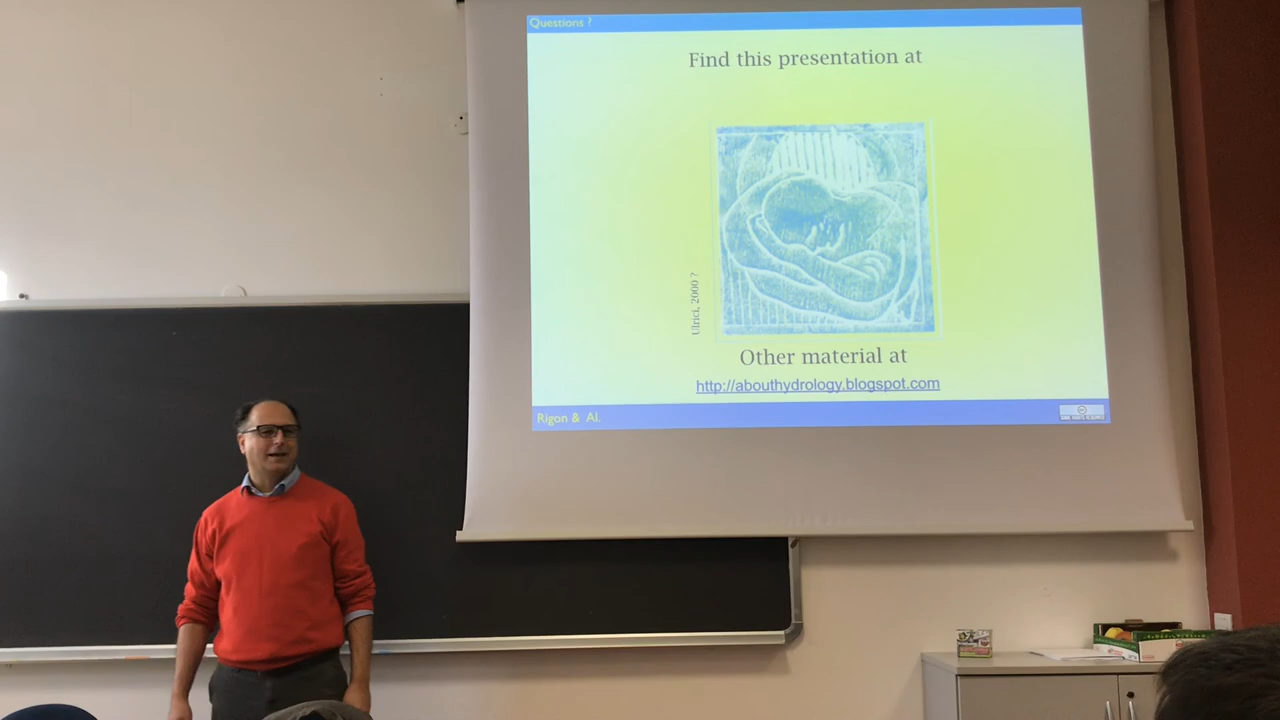 Questions ?
Find this presentation at
Ulrici, 2000 ?
Other material at
http://abouthydrology.blogspot.com
Rigon & Al.